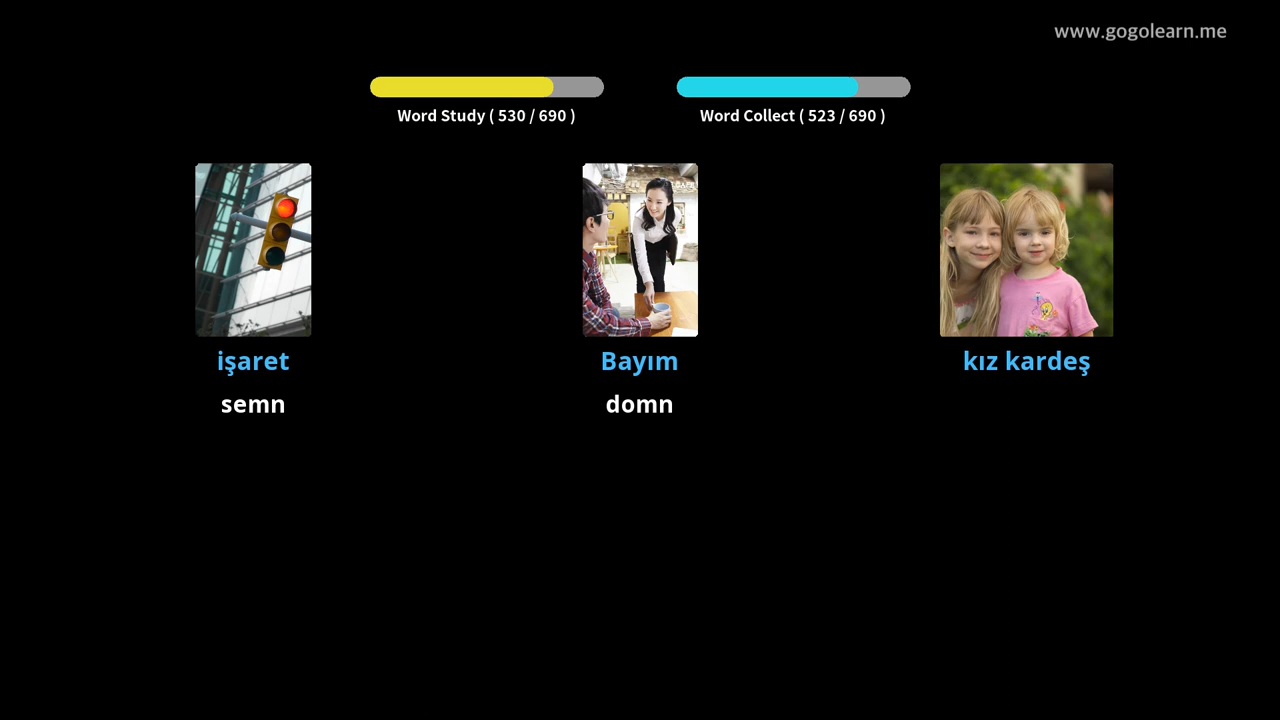 www.gogolearn.me
Word Study ( 530 / 690 )
Word Collect ( 523 / 690 )
işaret
Bayım
kız kardeş
semn
domn